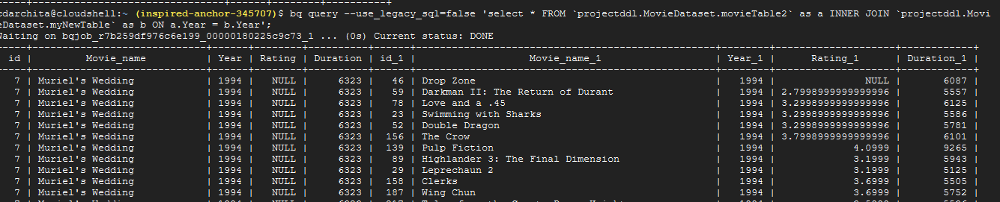 cdarchita@cloudshell:~ (inspired-anchor-345707)$ bq query --use_legacy_sql=false 'select * FROM `projectddl.MovieDataset.movieTable2` as a INNER JOIN `projectddl.Movi
eDataset.myNewTable` as b ON a.Year = b.Year';
Waiting on bqjob_r7b259df976c6e199_00000180225c9c73_1 ... (0s) Current status: DONE
id | Movie_name | Year | Rating | Duration | id_1 | Movie_name_1 | Year_1 | Rating_1 | Duration_1 |
7 | Muriel's Wedding | 1994 | NULL | 6323 | 46 | Drop Zone | 1994 | NULL | 6087 |
7 | Muriel's Wedding | 1994 | NULL | 6323 | 59 | Darkman II: The Return of Durant | 1994 | 2.7998999999999996 | 5557 |
7 | Muriel's Wedding | 1994 | NULL | 6323 | 78 | Love and a .45 | 1994 | 3.2998999999999996 | 6125 |
7 | Muriel's Wedding | 1994 | NULL | 6323 | 23 | Swimming with Sharks | 1994 | 3.2998999999999996 | 5586 |
7 | Muriel's Wedding | 1994 | NULL | 6323 | 52 | Double Dragon | 1994 | 3.2998999999999996 | 5781 |
7 | Muriel's Wedding | 1994 | NULL | 6323 | 156 | The Crow | 1994 | 3.7998999999999996 | 6101 |
7 | Muriel's Wedding | 1994 | NULL | 6323 | 139 | Pulp Fiction | 1994 | 4.0999 | 9265 |
7 | Muriel's Wedding | 1994 | NULL | 6323 | 89 | Highlander 3: The Final Dimension | 1994 | 3.1999 | 5943 |
7 | Muriel's Wedding | 1994 | NULL | 6323 | 29 | Leprechaun 2 | 1994 | 3.1999 | 5125 |
7 | Muriel's Wedding | 1994 | NULL | 6323 | 158 | Clerks | 1994 | 3.6999 | 5505 |
7 | Muriel's Wedding | 1994 | NULL | 6323 | 187 | Wing Chun | 1994 | 3.6999 | 5752 |